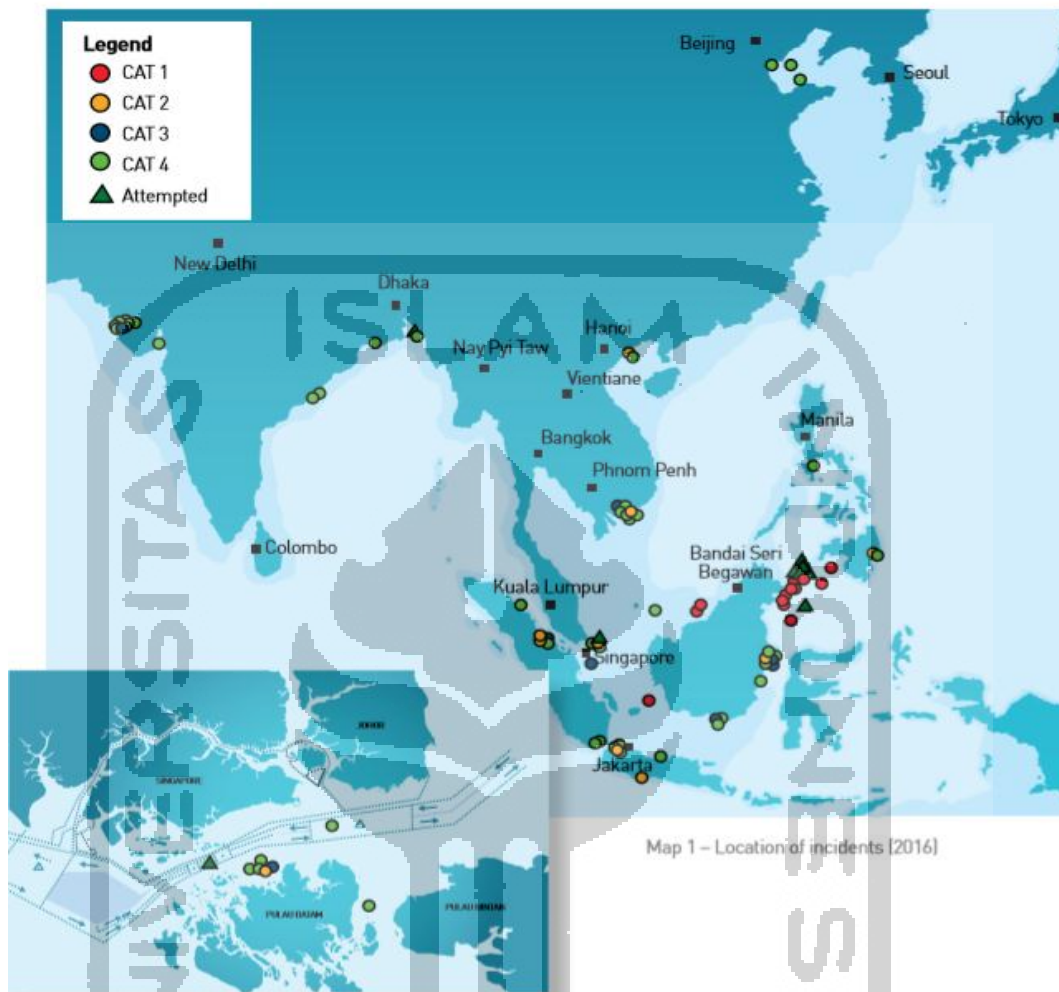 Legend
CAT 1
CAT 2
CAT 3
CAT 4
Attempted
Beijing
Seoul
Tokyo
New Delhi
Dhaka
ISLAM
Hanoi
Nay Pyi Taw
Vientiane
Manila
Bangkok
Phnom Penh
Colombo
Bandai Seri
Begawan
Kuala Lumpur
Singapore
Jakarta
UNIVERSITAS
JOHOR
SINGAPORE
PULAU BATAM
PULAU BINTAN
Map 1 – Location of incidents (2016)